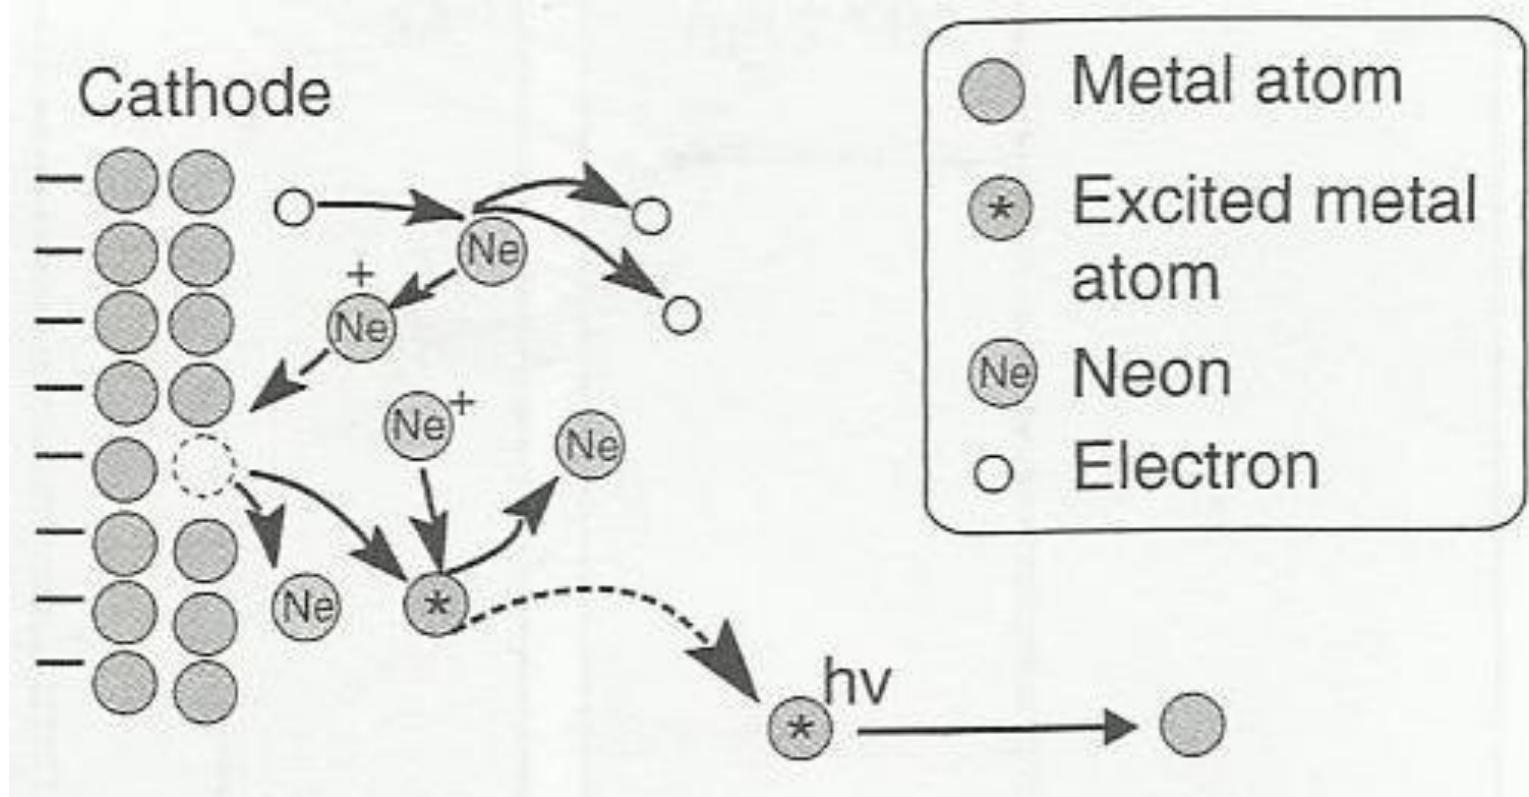 Cathode
Ne
+
Ne
Ne+
Ne
Ne
*
hv
*
Metal atom
*
Excited metal
atom
Ne
Neon
Electron